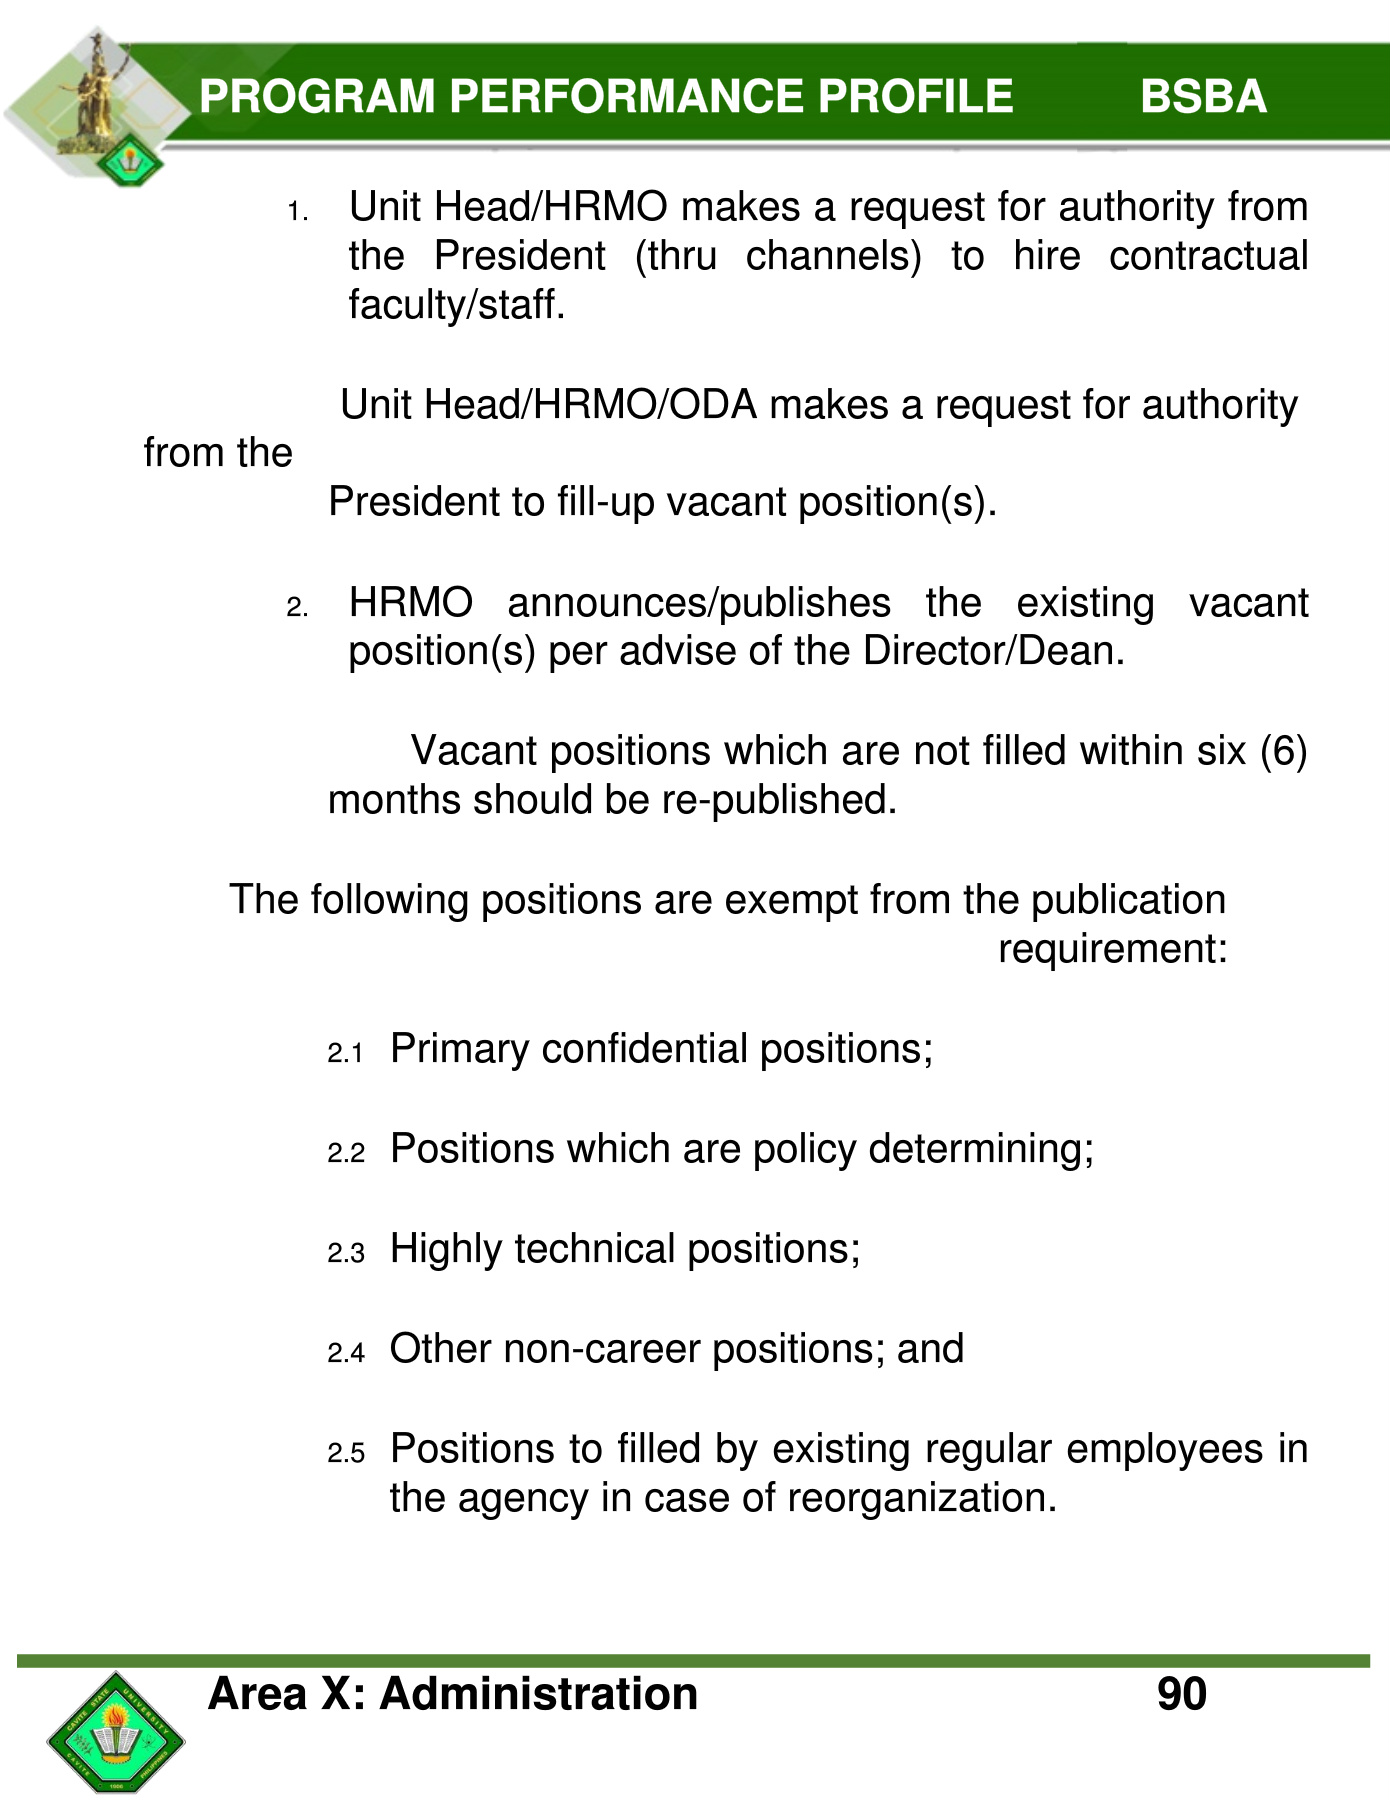 PROGRAM PERFORMANCE PROFILE BSBA
1. Unit Head/HRMO makes a request for authority from
the President (thru channels) to hire contractual
faculty/staff.
Unit Head/HRMO/ODA makes a request for authority
from the
President to fill-up vacant position(s).
2. HRMO announces/publishes the existing vacant
position(s) per advise of the Director/Dean.
Vacant positions which are not filled within six (6)
months should be re-published.
The following positions are exempt from the publication
requirement:
2.1 Primary confidential positions;
2.2 Positions which are policy determining;
2.3 Highly technical positions;
2.4 Other non-career positions; and
2.5 Positions to filled by existing regular employees in
the agency in case of reorganization.
Area X: Administration 90
CAVITE STATE UNIVERSITY
CAVITE 1906 PHILIPPINES